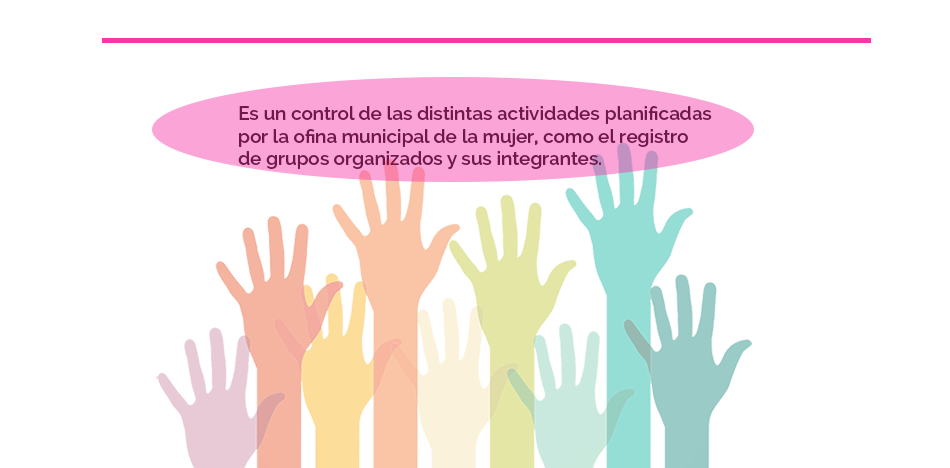 Es un control de las distintas actividades planificadas
por la ofina municipal de la mujer, como el registro
de grupos organizados y sus integrantes.